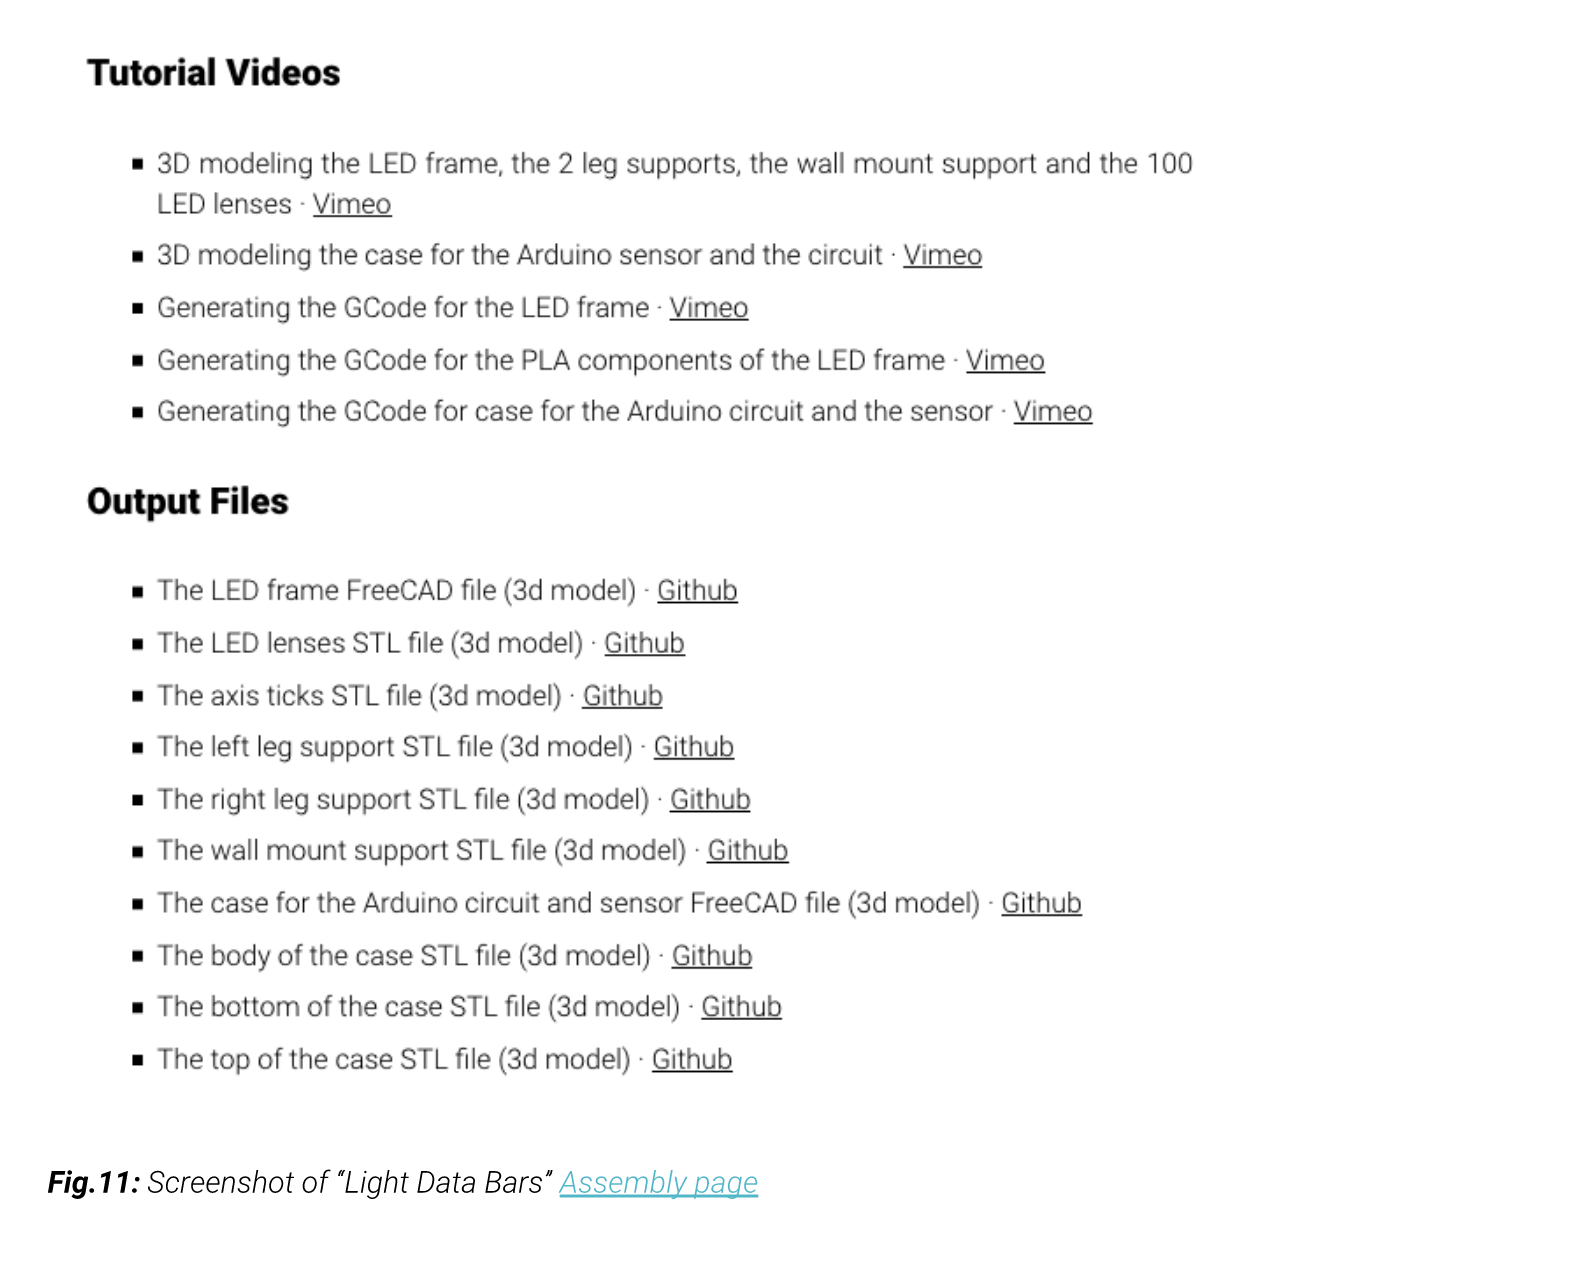 Tutorial Videos
▪ 3D modeling the LED frame, the 2 leg supports, the wall mount support and the 100
LED lenses · Vimeo
▪ 3D modeling the case for the Arduino sensor and the circuit · Vimeo
▪ Generating the GCode for the LED frame · Vimeo
▪ Generating the GCode for the PLA components of the LED frame · Vimeo
▪ Generating the GCode for case for the Arduino circuit and the sensor · Vimeo
Output Files
▪ The LED frame FreeCAD file (3d model) · Github
▪ The LED lenses STL file (3d model) · Github
▪ The axis ticks STL file (3d model) · Github
▪ The left leg support STL file (3d model) · Github
▪ The right leg support STL file (3d model) · Github
▪ The wall mount support STL file (3d model) · Github
▪ The case for the Arduino circuit and sensor FreeCAD file (3d model) · Github
▪ The body of the case STL file (3d model) · Github
▪ The bottom of the case STL file (3d model) · Github
▪ The top of the case STL file (3d model) · Github
Fig.11: Screenshot of “Light Data Bars” Assembly page